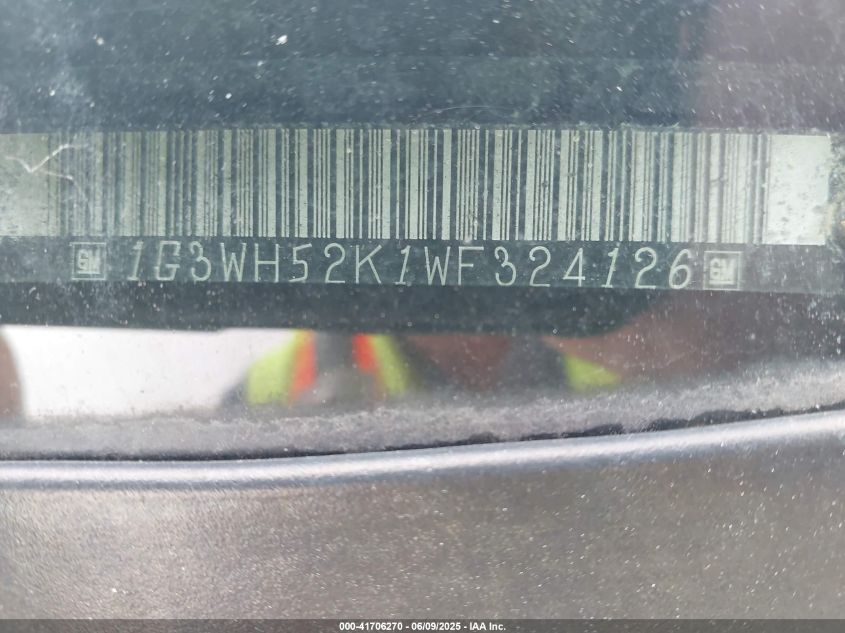 GM 1G3WH52K1WF324126 GM
000-41706270 - 06/09/2025 - IAA Inc.